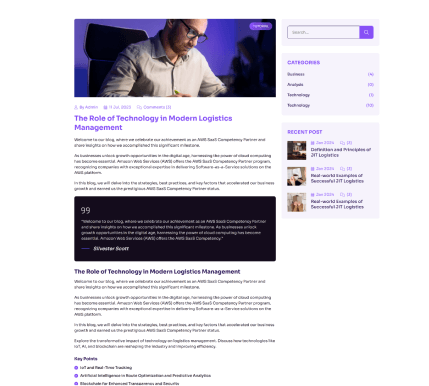 By Admin 11 Jul, 2023 Comments (3)
The Role of Technology in Modern Logistics
Management
Welcome to our blog, where we celebrate our achievement as an AWS SaaS Competency Partner and
share insights on how we accomplished this significant milestone.
As businesses unlock growth opportunities in the digital age, harnessing the power of cloud computing
has become essential. Amazon Web Services (AWS) offers the Competency Partner program,
recognizing companies with exceptional expertise in delivering Software-as-a-Service solutions on the
AWS platform.
In this blog, we will delve into the strategies, best practices, and key factors that accelerated our business
growth and earned us the prestigious AWS SaaS Competency Partner status.
99
"Welcome to our blog, where we celebrate our achievement as an AWS SaaS Competency Partner
and share insights on how we accomplished this significant milestone. As businesses unlock
growth opportunities in the digital age, harnessing the power of cloud computing has become
essential. Amazon Web Services (AWS) offers the Competency Partner."
Silvester Scott
The Role of Technology in Modern Logistics Management
Welcome to our blog, where we celebrate our achievement as an AWS SaaS Competency Partner and
share insights on how we accomplished this significant milestone.
As businesses unlock growth opportunities in the digital age, harnessing the power of cloud computing
has become essential. Amazon Web Services (AWS) offers the Competency Partner program,
recognizing companies with exceptional expertise in delivering Software-as-a-Service solutions on the
AWS platform.
In this blog, we will delve into the strategies, best practices, and key factors that accelerated our business
growth and earned us the prestigious AWS SaaS Competency Partner status.
Explore the transformative impact of technology on logistics management. Discuss how technologies like
IoT, AI, and blockchain are reshaping the industry and improving efficiency.
Key Points
IoT and Real-Time Tracking
Artificial Intelligence in Route Optimization and Predictive Analytics
Blockchain for Enhanced Transparency and Security
Search...
CATEGORIES
Business
Analysis
Technology
Technology
RECENT POST
Jan 2024 (3)
Definition and Principles of
JIT Logistics
Jan 2024 (3)
Real-world Examples of
Successful JIT Logistics
Jan 2024 (3)
Real-world Examples of
Successful JIT Logistics